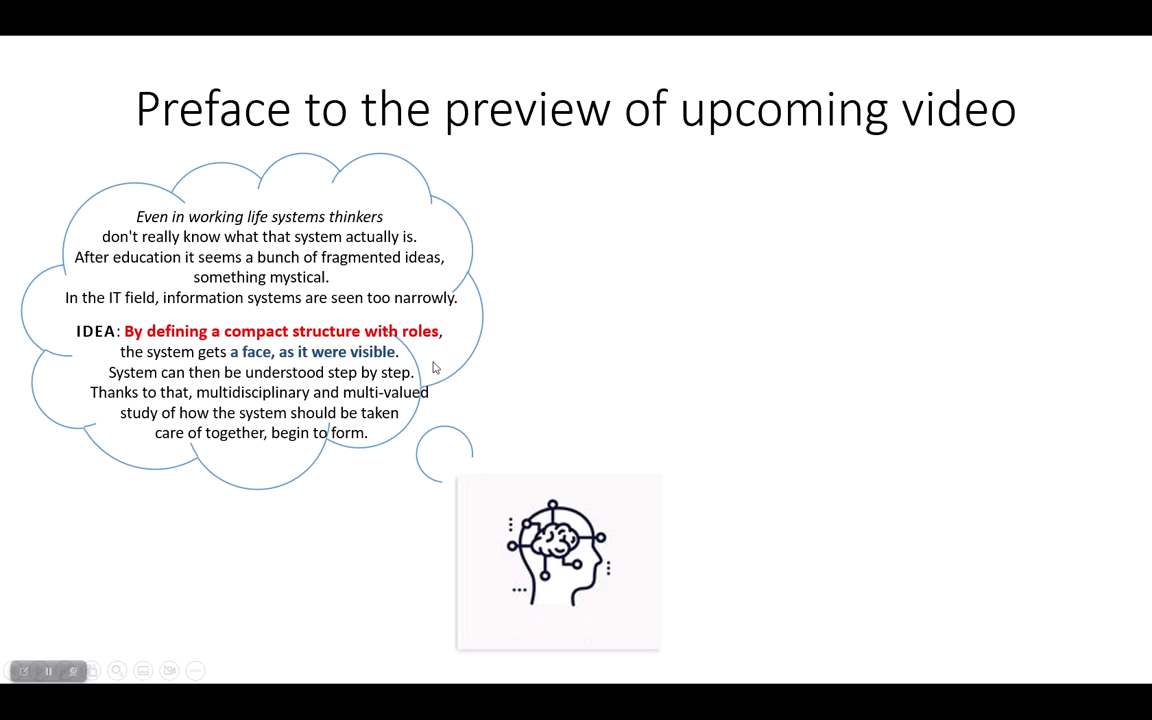 Preface to the preview of upcoming video
Even in working life systems thinkers
don't really know what that system actually is.
After education it seems a bunch of fragmented ideas,
something mystical.
In the IT field, information systems are seen too narrowly.
IDEA: By defining a compact structure with roles,
the system gets a face, as it were visible.
System can then be understood step by step.
Thanks to that, multidisciplinary and multi-valued
study of how the system should be taken
care of together, begin to form.